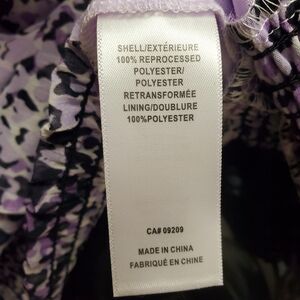 SHELL/EXTÉRIEURE
100% REPROCESSED
POLYESTER/
POLYESTER
RETRANSFORMÉE
LINING/DOUBLURE
100%POLYESTER
CA# 09209
MADE IN CHINA
FABRIQUÉ EN CHINE